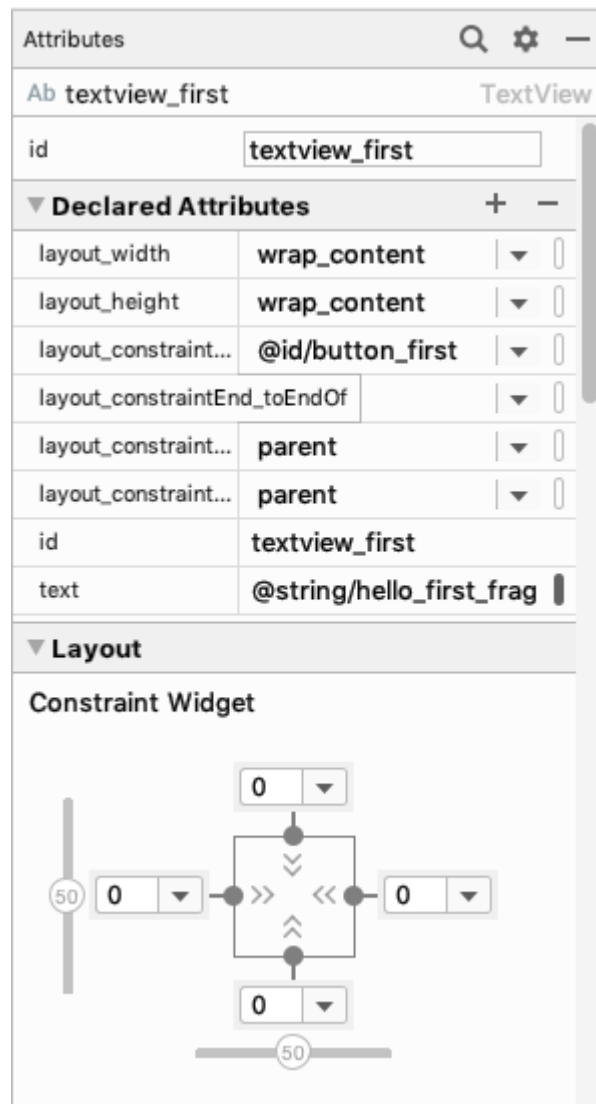 Attributes
Ab textview_first TextView
id textview_first
Declared Attributes
layout_width wrap_content
layout_height wrap_content
layout_constraint... @id/button_first
layout_constraintEnd_toEndOf
layout_constraint... parent
layout_constraint... parent
id textview_first
text @string/hello_first_frag
Layout
Constraint Widget
0
50 0 0
0
50